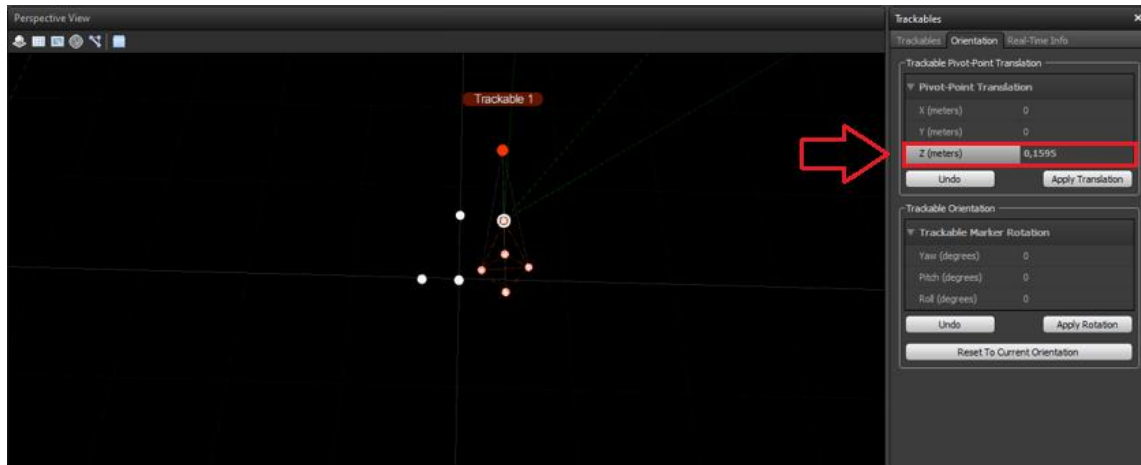 Perspective View
Trackable 1
Trackables
Trackables Orientation Real-Time Info
Trackable Pivot-Point Translation
Pivot-Point Translation
X (meters) 0
Y (meters) 0
Z (meters) 0,1595
Undo Apply Translation
Trackable Orientation
Trackable Marker Rotation
Yaw (degrees) 0
Pitch (degrees) 0
Roll (degrees) 0
Undo Apply Rotation
Reset To Current Orientation